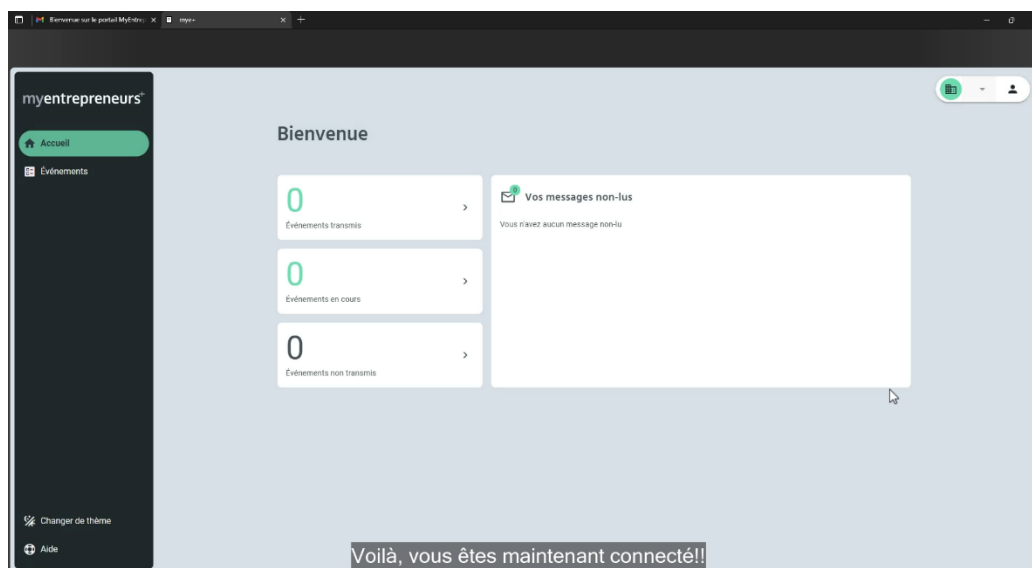 Bienvenue sur le portail MyEntrep
mye+
myentrepreneurs+
Accueil
Événements
Bienvenue
0
Événements transmis
0
Événements en cours
0
Événements non transmis
0
Vos messages non-lus
Vous n'avez aucun message non-lu
Changer de thème
Aide
Voilà, vous êtes maintenant connecté!!